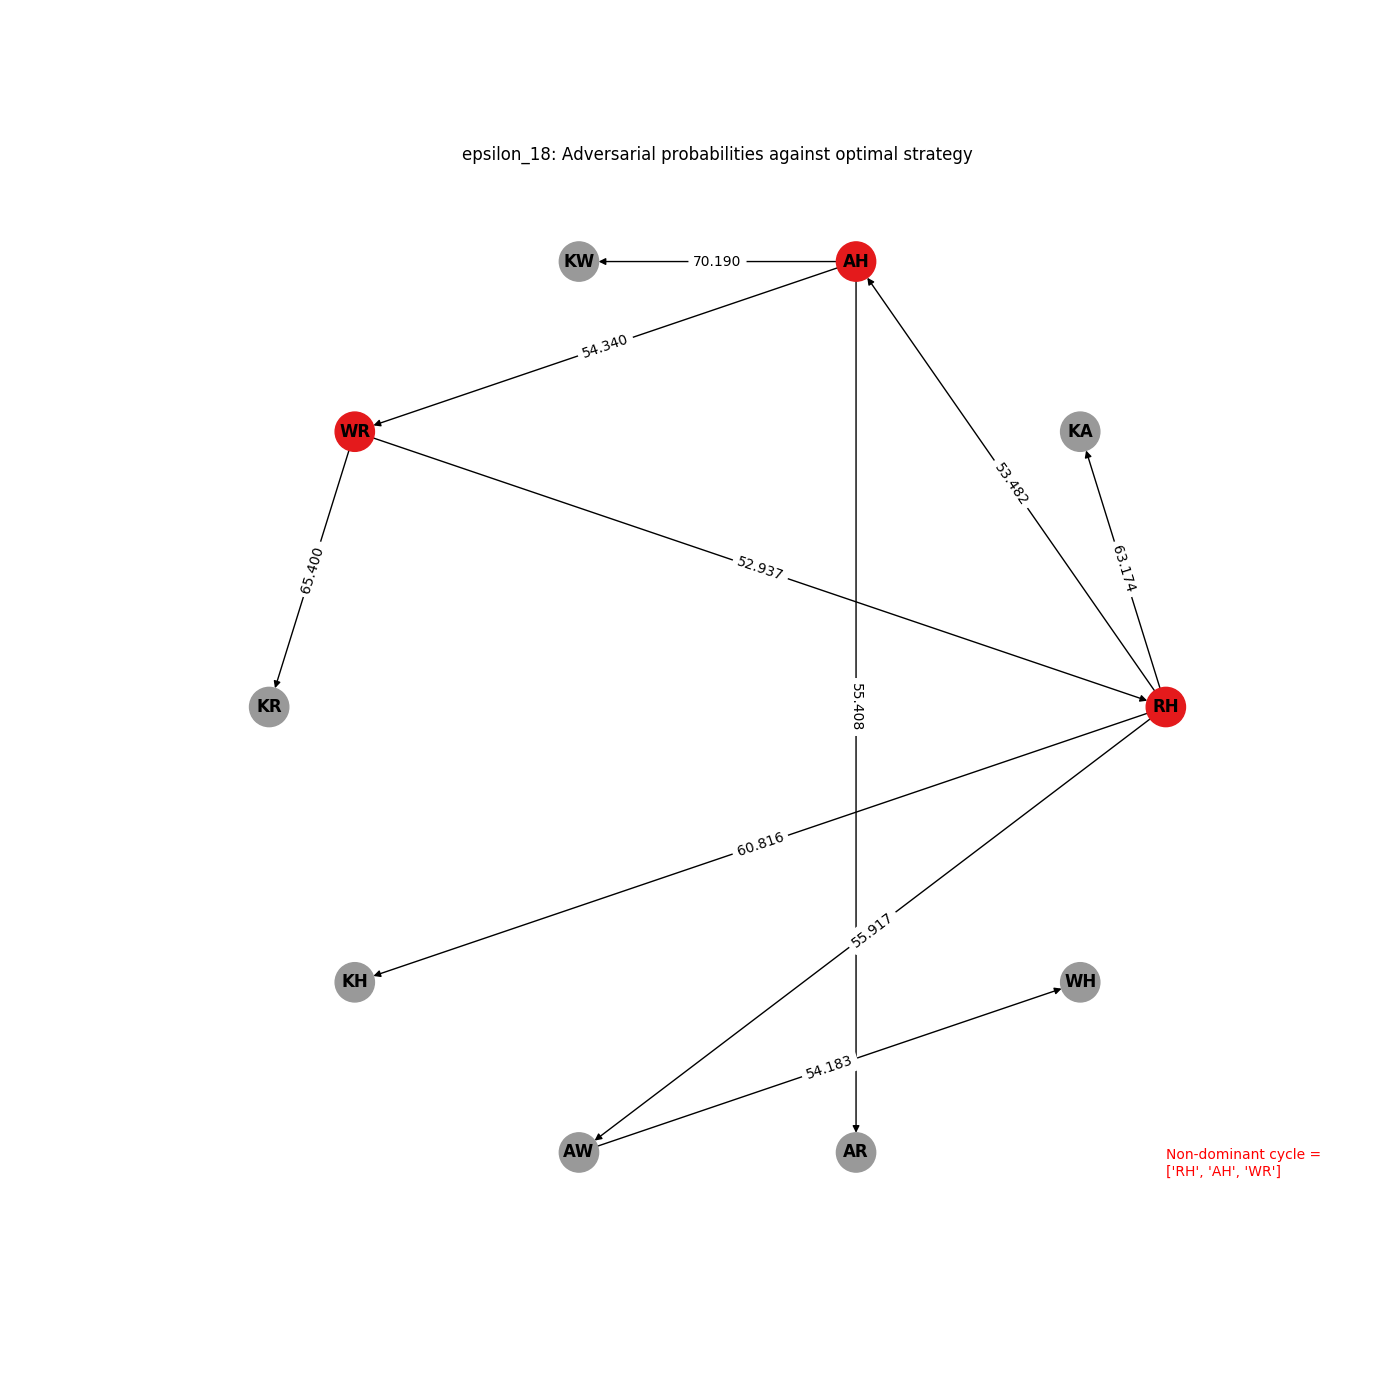 epsilon_18: Adversarial probabilities against optimal strategy
KW
70.190
AH
54.340
WR
KA
53.482
52.937
65.400
63.174
KR
55.408
RH
60.816
55.917
KH
WH
54.183
AW
AR
Non-dominant cycle =
['RH', 'AH', 'WR']